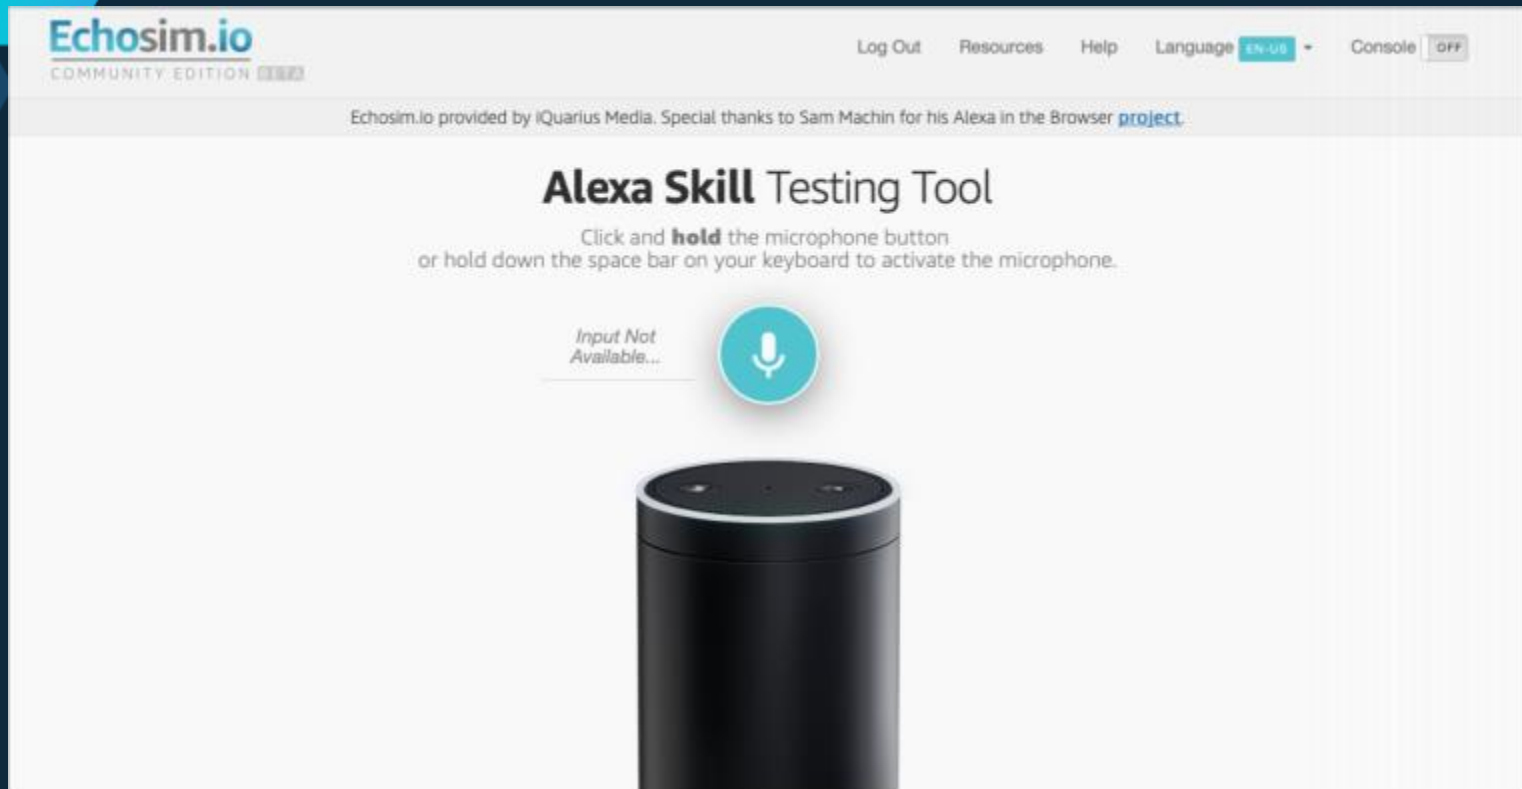 Echosim.io
COMMUNITY EDITION BETA
Log Out Resources Help Language EN-US Console OFF
Echosim.io provided by iQuarius Media. Special thanks to Sam Machin for his Alexa in the Browser project.
Alexa Skill Testing Tool
Click and hold the microphone button
or hold down the space bar on your keyboard to activate the microphone.
Input Not
Available...